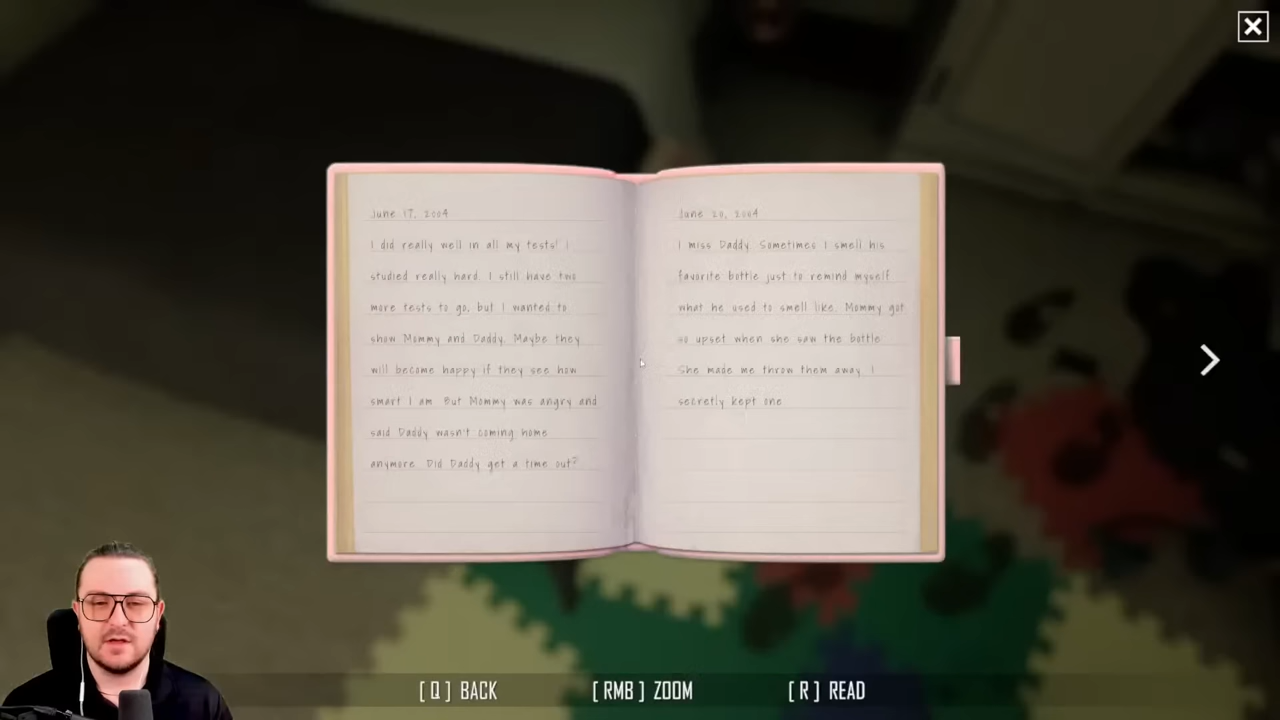 June 17, 2004
I did really well in all my tests! I
studied really hard. I still have two
more tests to go, but I wanted to
show Mommy and Daddy. Maybe they
will become happy if they see how
smart I am. But Mommy was angry and
said Daddy wasn't coming home
anymore. Did Daddy get a time out?
June 20, 2004
I miss Daddy. Sometimes I smell his
favorite bottle just to remind myself
what he used to smell like. Mommy got
so upset when she saw the bottle.
She made me throw them away. I
secretly kept one.
[ Q ] BACK
[ RMB ] ZOOM
[ R ] READ